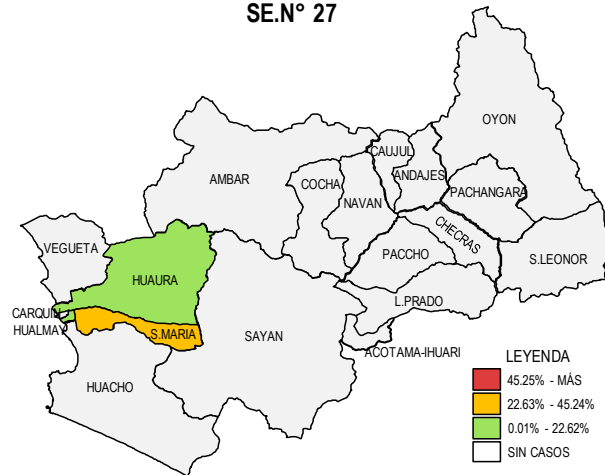 SE.N° 27
OYON
CAUJUL
AMBAR
COCHA
ANDAJES
NAVAN
PACHANGARA
CHECRAS
VEGUETA
PACCHO
S.LEONOR
HUAURA
L.PRADO
CARQUIN
HUALMAY
S.MARIA
SAYAN
ACOTAMA-IHUARI
HUACHO
LEYENDA
45.25% - MÁS
22.63% - 45.24%
0.01% - 22.62%
SIN CASOS